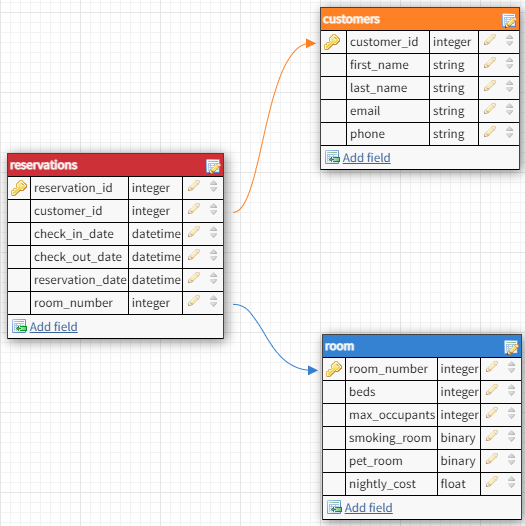 customers
customer_id integer
first_name string
last_name string
email string
phone string
Add field
reservations
reservation_id integer
customer_id integer
check_in_date datetime
check_out_date datetime
reservation_date datetime
room_number integer
Add field
room
room_number integer
beds integer
max_occupants integer
smoking_room binary
pet_room binary
nightly_cost float
Add field